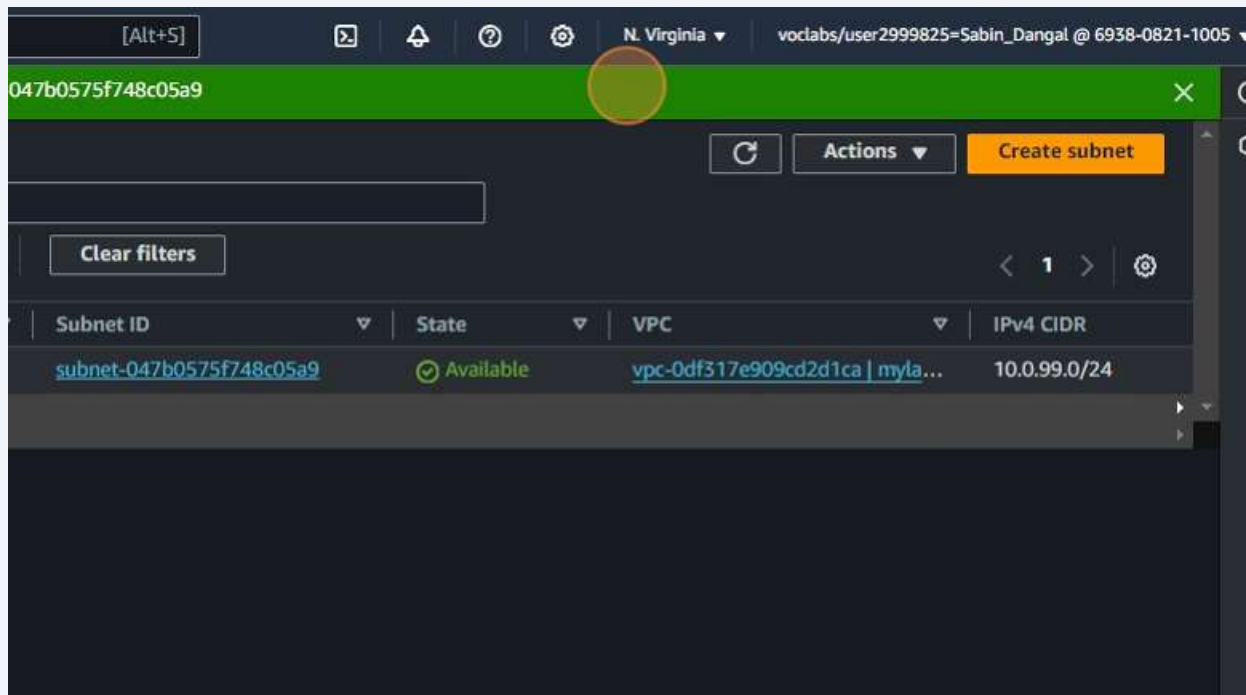 [Alt+S] N. Virginia ▼ voclabs/user2999825=Sabin_Dangal @ 6938-0821-1005 ▼
047b0575f748c05a9
Actions ▼ Create subnet
Clear filters
1
Subnet ID State VPC IPv4 CIDR
subnet-047b0575f748c05a9 Available vpc-0df317e909cd2d1ca | myla... 10.0.99.0/24